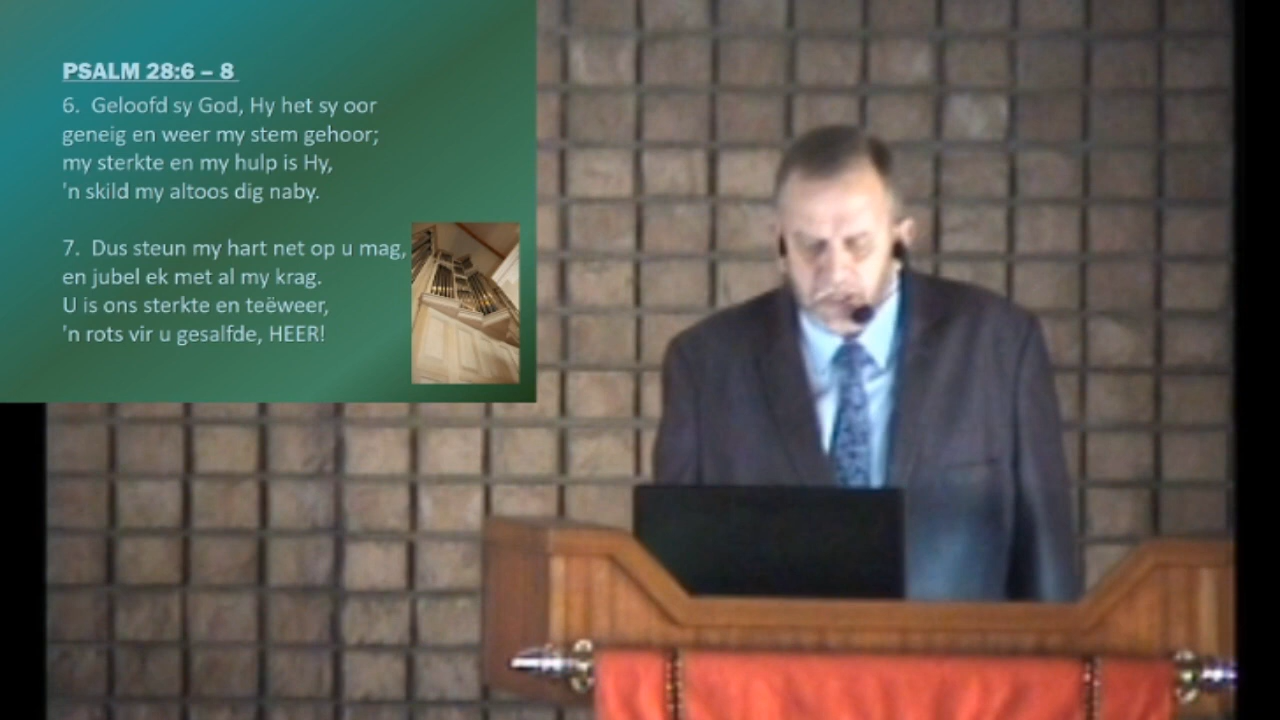 PSALM 28:6 – 8
6. Geloofd sy God, Hy het sy oor
geneig en weer my stem gehoor;
my sterkte en my hulp is Hy,
'n skild my altoos dig naby.
7. Dus steun my hart net op u mag,
en jubel ek met al my krag.
U is ons sterkte en teëweer,
'n rots vir u gesalfde, HEER!